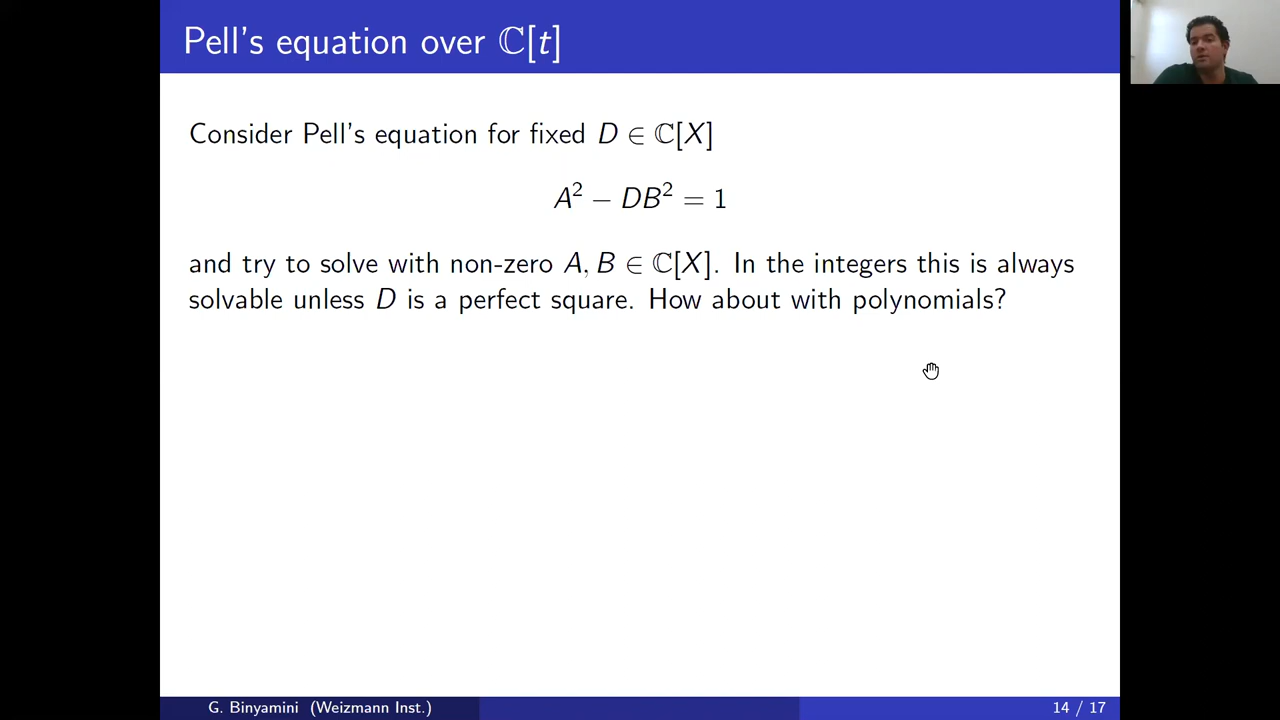 Pell's equation over ℂ[t]
Consider Pell's equation for fixed D ∈ ℂ[X]
A² − DB² = 1
and try to solve with non-zero A, B ∈ ℂ[X]. In the integers this is always
solvable unless D is a perfect square. How about with polynomials?
G. Binyamini (Weizmann Inst.)
14 / 17